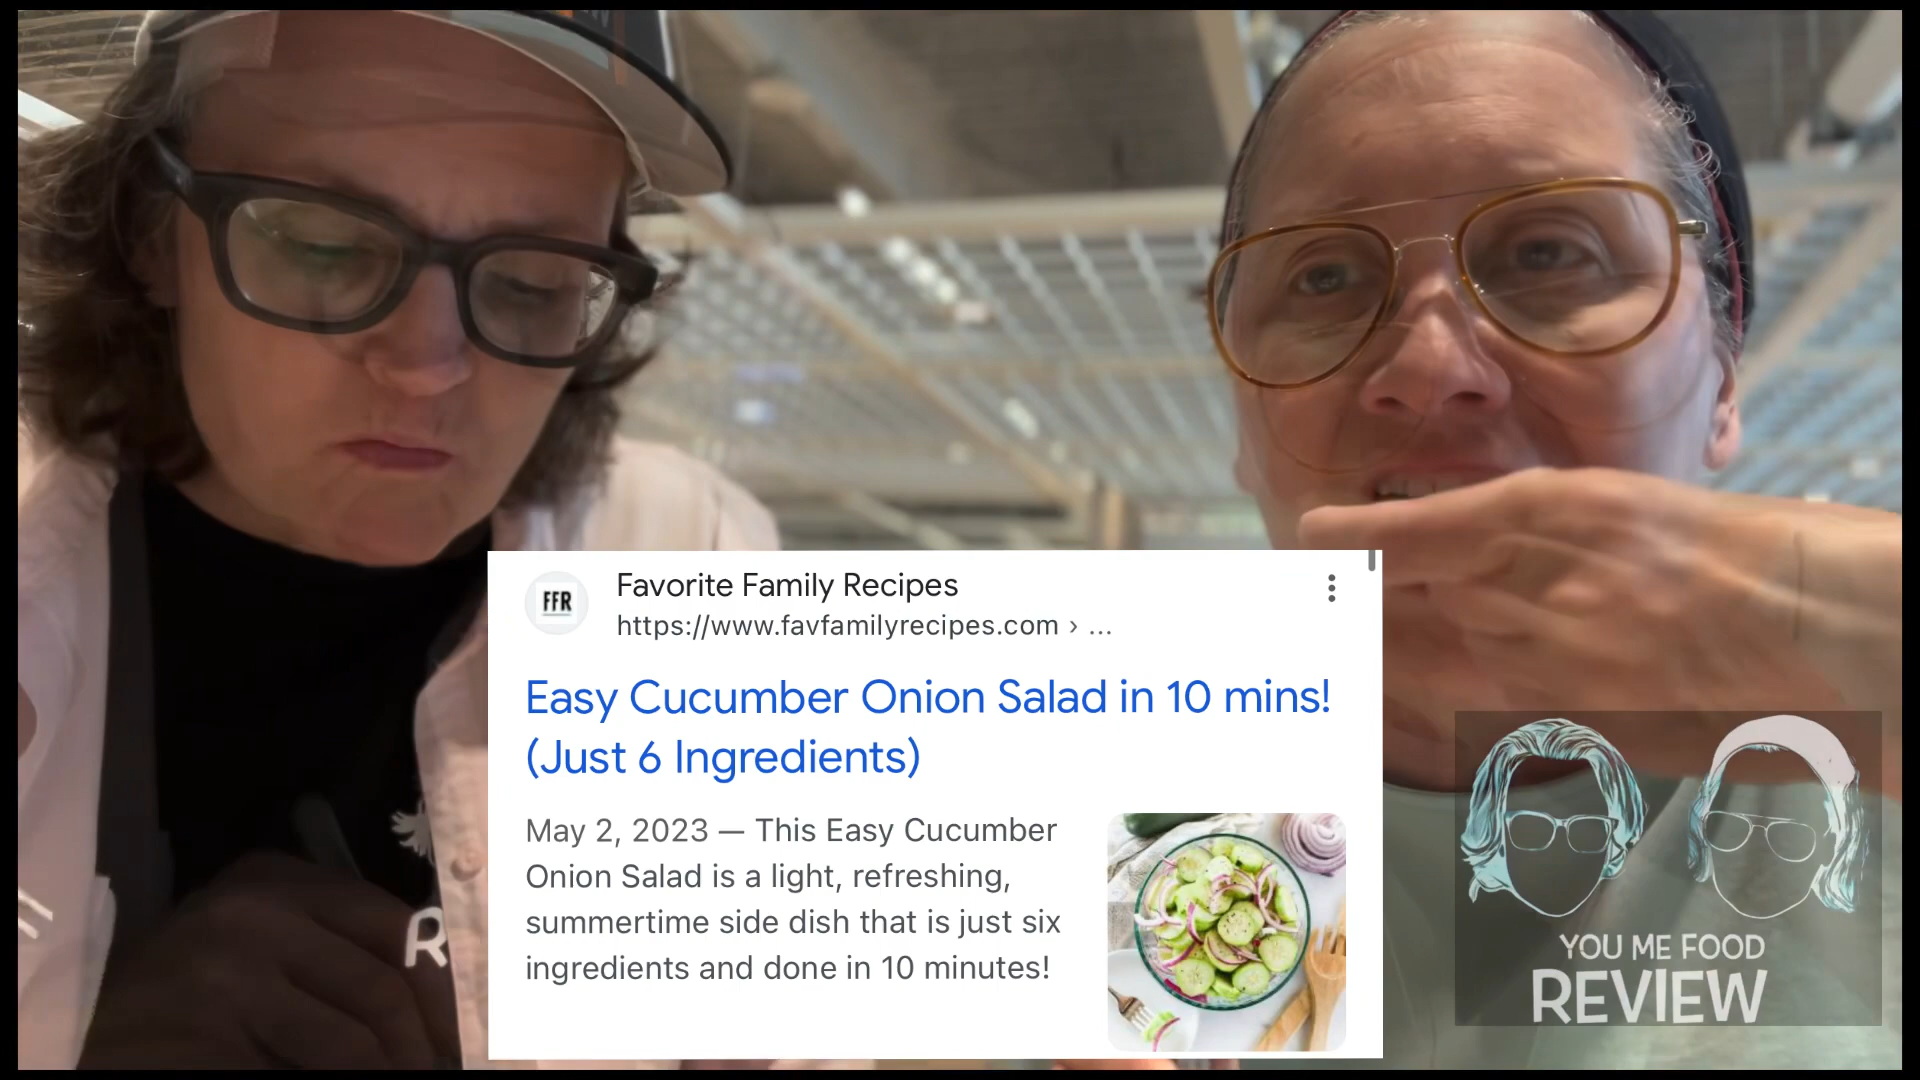 FFR
Favorite Family Recipes
https://www.favfamilyrecipes.com › ...
Easy Cucumber Onion Salad in 10 mins!
(Just 6 Ingredients)
May 2, 2023 — This Easy Cucumber
Onion Salad is a light, refreshing,
summertime side dish that is just six
ingredients and done in 10 minutes!
R
YOU ME FOOD
REVIEW